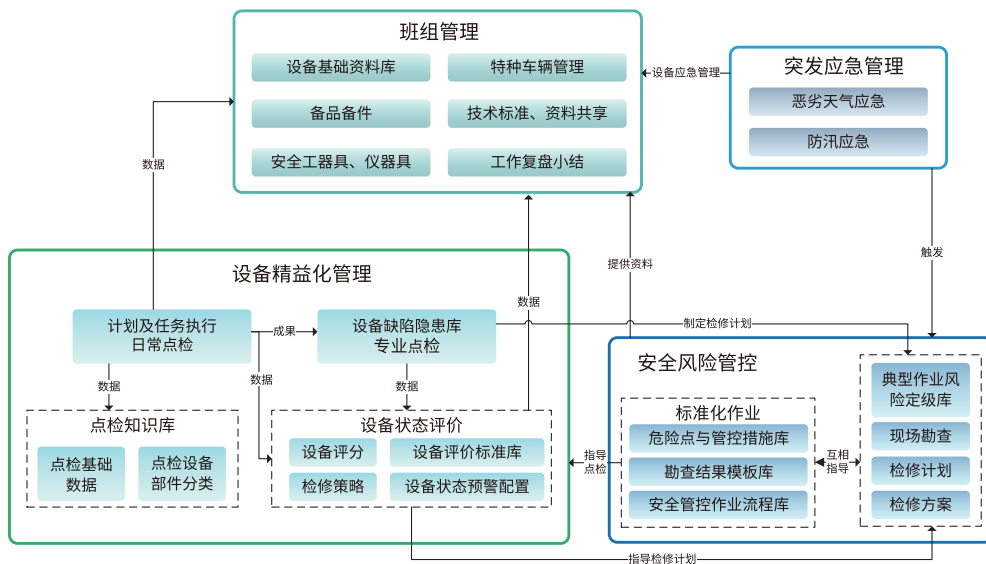 班组管理
设备基础资料库
特种车辆管理
备品备件
技术标准、资料共享
安全工器具、仪器具
工作复盘小结
设备应急管理
突发应急管理
恶劣天气应急
防汛应急
数据
数据
提供资料
触发
设备精益化管理
计划及任务执行
日常点检
成果
设备缺陷隐患库
专业点检
制定检修计划
数据
数据
数据
点检知识库
点检基础
数据
点检设备
部件分类
设备状态评价
设备评分
设备评价标准库
检修策略
设备状态预警配置
指导
点检
安全风险管控
标准化作业
危险点与管控措施库
勘查结果模板库
安全管控作业流程库
互相
指导
典型作业风
险定级库
现场勘查
检修计划
检修方案
指导检修计划